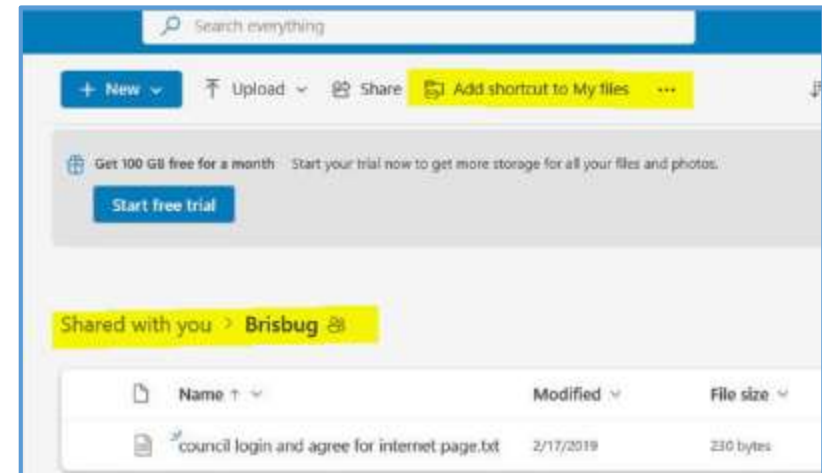 Search everything
+ New Upload Share Add shortcut to My files ...
Get 100 GB free for a month Start your trial now to get more storage for all your files and photos.
Start free trial
Shared with you > Brisbug
Name ↑ Modified File size
council login and agree for internet page.txt 2/17/2019 230 bytes